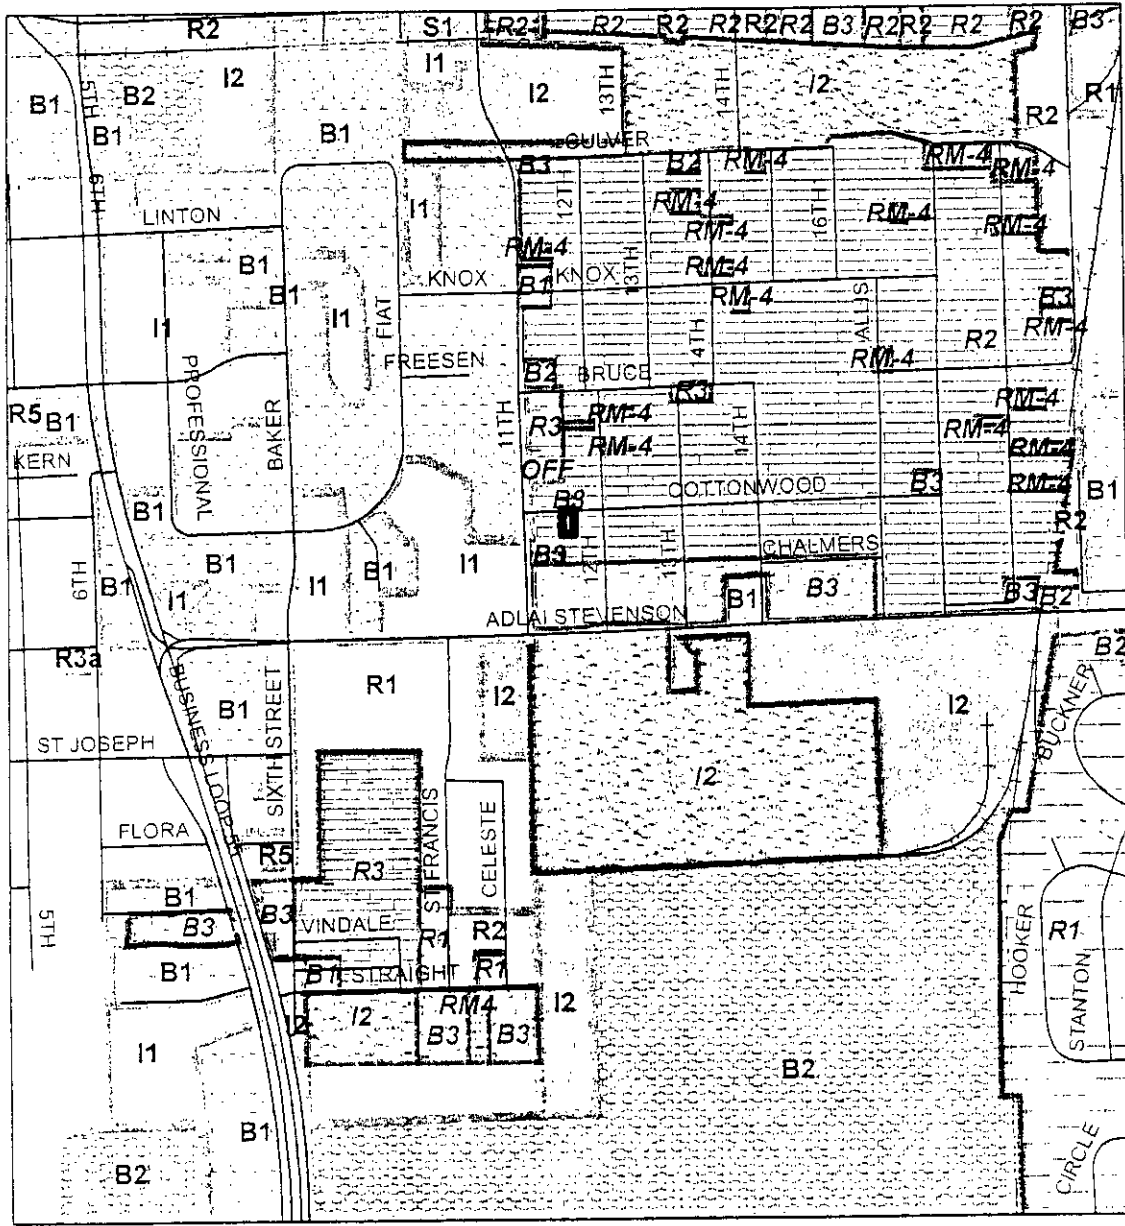 R2
S1
R2
R2
R2
R2
R2
R2
B3
R2
R2
R2
R2
B3
B1
5TH
B2
I2
I1
I2
13TH
14TH
I2
R1
B1
B1
R2
CULVER
6TH
B3
B2
RM-4
RM-4
RM-4
LINTON
I1
12TH
RM-4
16TH
RM-4
RM-4
RM-4
RM-4
B1
KNOX
KNOX
13TH
RM-4
B1
B1
RM-4
B3
I1
I1
FIAT
ALLIS
RM-4
FREESEN
14TH
R2
RM-4
PROFESSIONAL
B2
BRUCE
R3
RM-4
R5
B1
BAKER
11TH
R3
RM-4
14TH
RM-4
KERN
RM-4
RM-4
OFF
COTTONWOOD
B3
RM-4
B1
B1
B3
R2
B3
12TH
13TH
CHALMERS
9TH
B1
B1
I1
I1
B1
I1
B1
B3
B3
B2
ADLAI STEVENSON
R3a
B2
BUSINESS LOOP 55
SIXTH STREET
R1
I2
I2
BUCKNER
B1
ST JOSEPH
I2
FLORA
ST FRANCIS
CELESTE
R5
R3
B1
5TH
B3
B3
VINDALE
R1
R2
HOOKER
R1
STANTON
B1
B1
STRAIGHT
R1
I2
I2
RM4
I2
B3
B3
I1
B2
B1
B2
CIRCLE